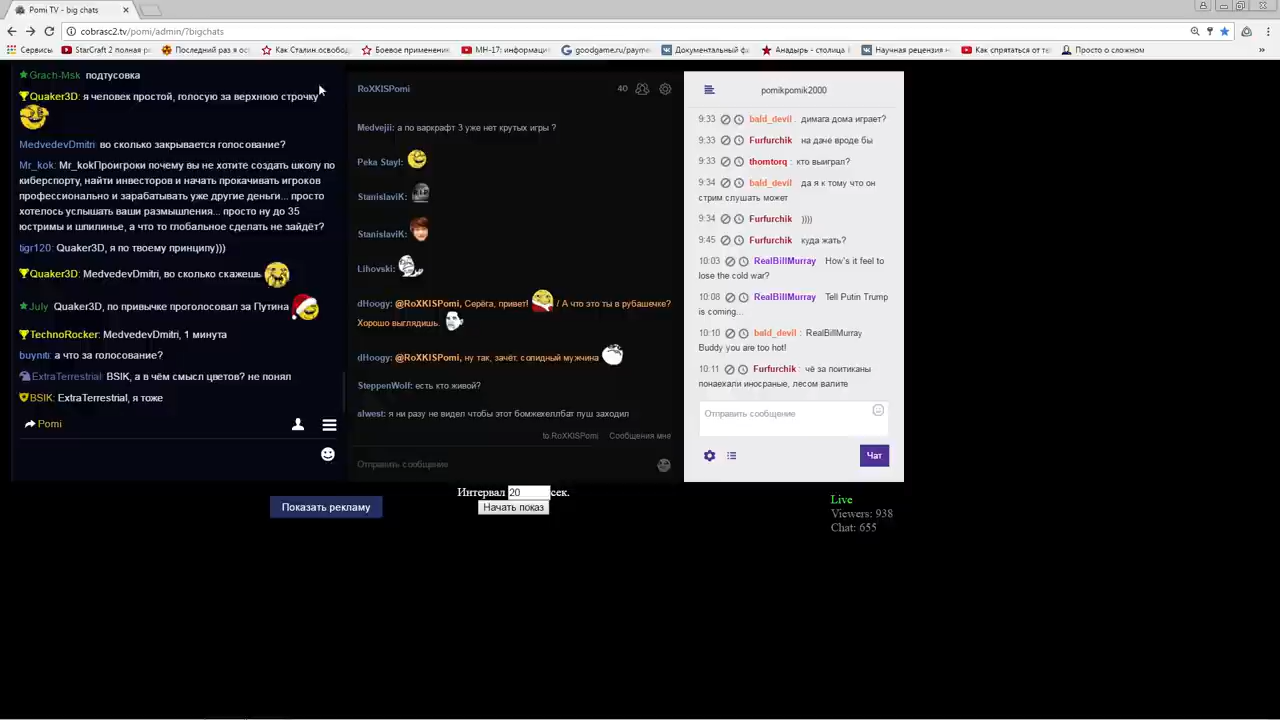 Pomi TV - big chats
cobrasc2.tv/pomi/admin/?bigchats
Сервисы
StarCraft 2 полная р
Последний раз я ос
Как Сталин освобод
Боевое применени
MH-17: информац
goodgame.ru/payme
Документальный ф
Анадырь - столица
Научная рецензия н
Как спрятаться от те
Просто о сложном
Grach-Msk подтусовка
Quaker3D: я человек простой, голосую за верхнюю строчку
MedvedevDmitri: во сколько закрывается голосование?
Mr_kok: Mr_kokПроигроки почему вы не хотите создать школу по
киберспорту, найти инвесторов и начать прокачивать игроков
профессионально и зарабатывать уже другие деньги... просто
хотелось услышать ваши размышления... просто ну до 35
юстримы и шпилинье, а что то глобальное сделать не зайдёт?
tigr120: Quaker3D, я по твоему принципу)))
Quaker3D: MedvedevDmitri, во сколько скажешь
July Quaker3D, по привычке проголосовал за Путина
TechnoRocker: MedvedevDmitri, 1 минута
buyniti: а что за голосование?
ExtraTerrestrial: BSIK, а в чём смысл цветов? не понял
BSIK: ExtraTerrestrial, я тоже
Pomi
RoXKISPomi
40
Medvejii: а по варкрафт 3 уже нет крутых игры ?
Peka Stayl:
StanislaviK:
StanislaviK:
Lihovski:
dHoogy: @RoXKISPomi, Серёга, привет! / А что это ты в рубашечке?
Хорошо выглядишь.
dHoogy: @RoXKISPomi, ну так, зачёт. солидный мужчина
SteppenWolf: есть кто живой?
alwest: я ни разу не видел чтобы этот бомжехеллбат пуш заходил
to RoXKISPomi Сообщения мне
Отправить сообщение
pomikpomik2000
9:33 bald_devil : димага дома играет?
9:33 Furfurchik : на даче вроде бы
9:33 thomtorq : кто выиграл?
9:34 bald_devil : да я к тому что он
стрим слушать может
9:34 Furfurchik : ))))
9:45 Furfurchik : куда жать?
10:03 RealBillMurray : How's it feel to
lose the cold war?
10:08 RealBillMurray : Tell Putin Trump
is coming...
10:10 bald_devil : RealBillMurray
Buddy you are too hot!
10:11 Furfurchik : чё за поитиканы
понаехали иносраные, лесом валите
Отправить сообщение
Чат
Показать рекламу
Интервал 20 сек.
Начать показ
Live
Viewers: 938
Chat: 655